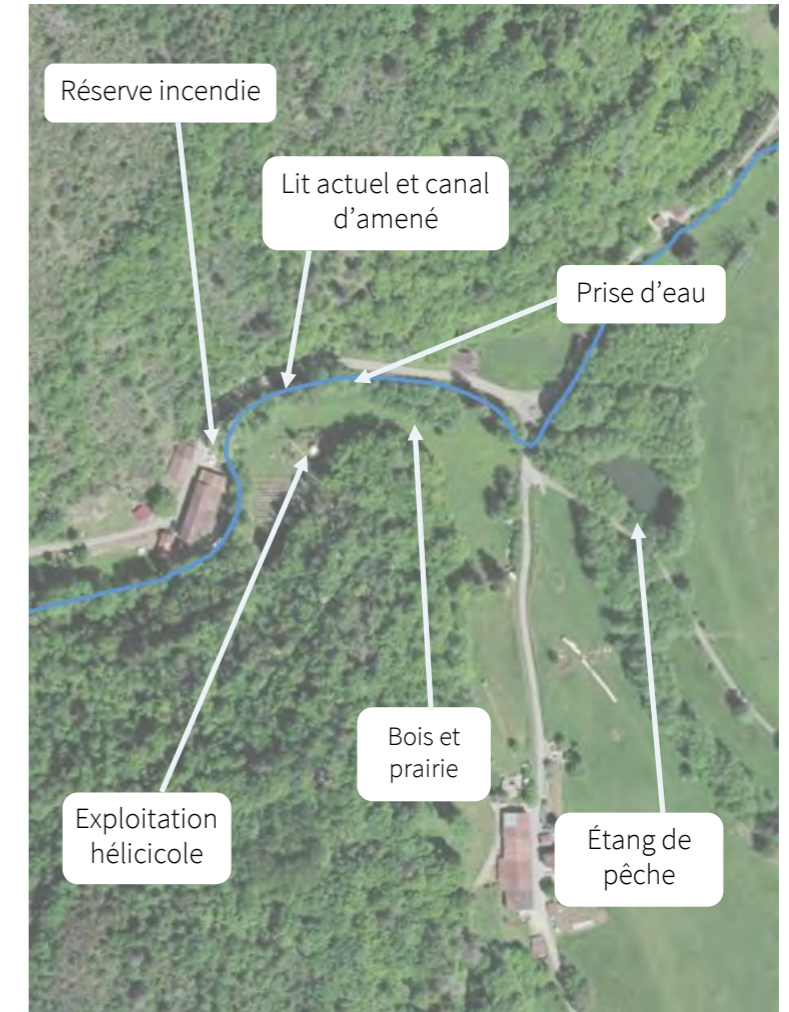 Réserve incendie
Lit actuel et canal
d’amené
Prise d’eau
Bois et
prairie
Exploitation
hélicicole
Étang de
pêche